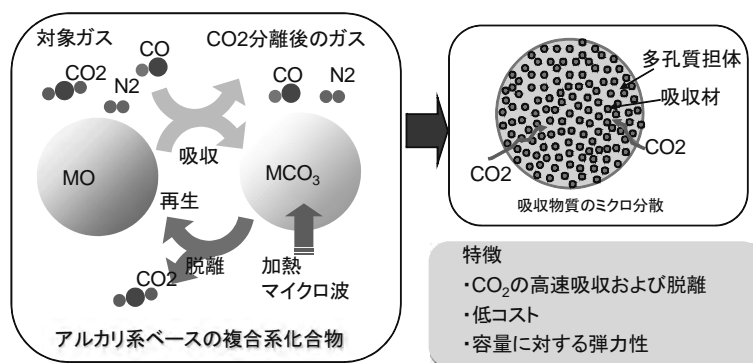 対象ガス
CO2分離後のガス
CO
CO2
N2
CO
N2
吸収
MO
MCO₃
再生
脱離
加熱
マイクロ波
CO2
アルカリ系ベースの複合系化合物
多孔質担体
吸収材
CO2
CO2
吸収物質のミクロ分散
特徴
・CO₂の高速吸収および脱離
・低コスト
・容量に対する弾力性